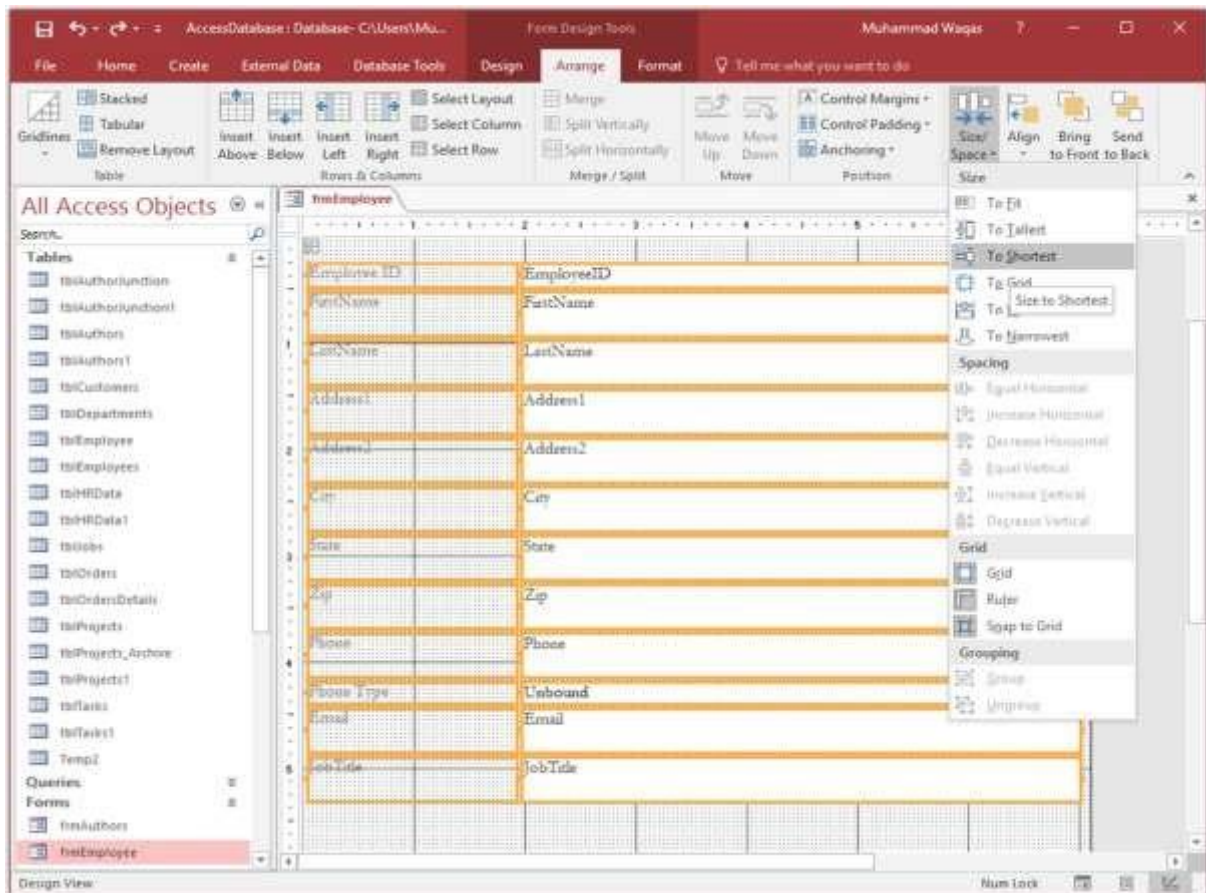 AccessDatabase : Database- C:\Users\Mu... Form Design Tools Muhammad Waqas ?
File Home Create External Data Database Tools Design Arrange Format Tell me what you want to do
Gridlines
Stacked
Tabular
Remove Layout
Table
Insert Above
Insert Below
Insert Left
Insert Right
Select Layout
Select Column
Select Row
Rows & Columns
Merge
Split Vertically
Split Horizontally
Merge / Split
Move Up
Move Down
Move
Control Margins
Control Padding
Anchoring
Position
Size/ Space
Align
Bring to Front
Send to Back
All Access Objects
Search..
Tables
tblAuthorJunction
tblAuthorJunction1
tblAuthors
tblAuthors1
tblCustomers
tblDepartments
tblEmployee
tblEmployees
tblHRData
tblHRData1
tblJobs
tblOrders
tblOrdersDetails
tblProjects
tblProjects_Archove
tblProjects1
tblTasks
tblTasks1
Temp2
Queries
Forms
frmAuthors
frmEmployee
frmEmployee
1 2 3 4 5
Employee ID EmployeeID
FirstName FirstName
LastName LastName
Address1 Address1
Address2 Address2
City City
State State
Zip Zip
Phone Phone
Phone Type Unbound
Email Email
JobTitle JobTitle
Size
To Fit
To Tallest
To Shortest
To Grid
Size to Shortest
To
To Narrowest
Spacing
Equal Horizontal
Increase Horizontal
Decrease Horizontal
Equal Vertical
Increase Vertical
Decrease Vertical
Grid
Grid
Ruler
Snap to Grid
Grouping
Group
Ungroup
Design View Num Lock